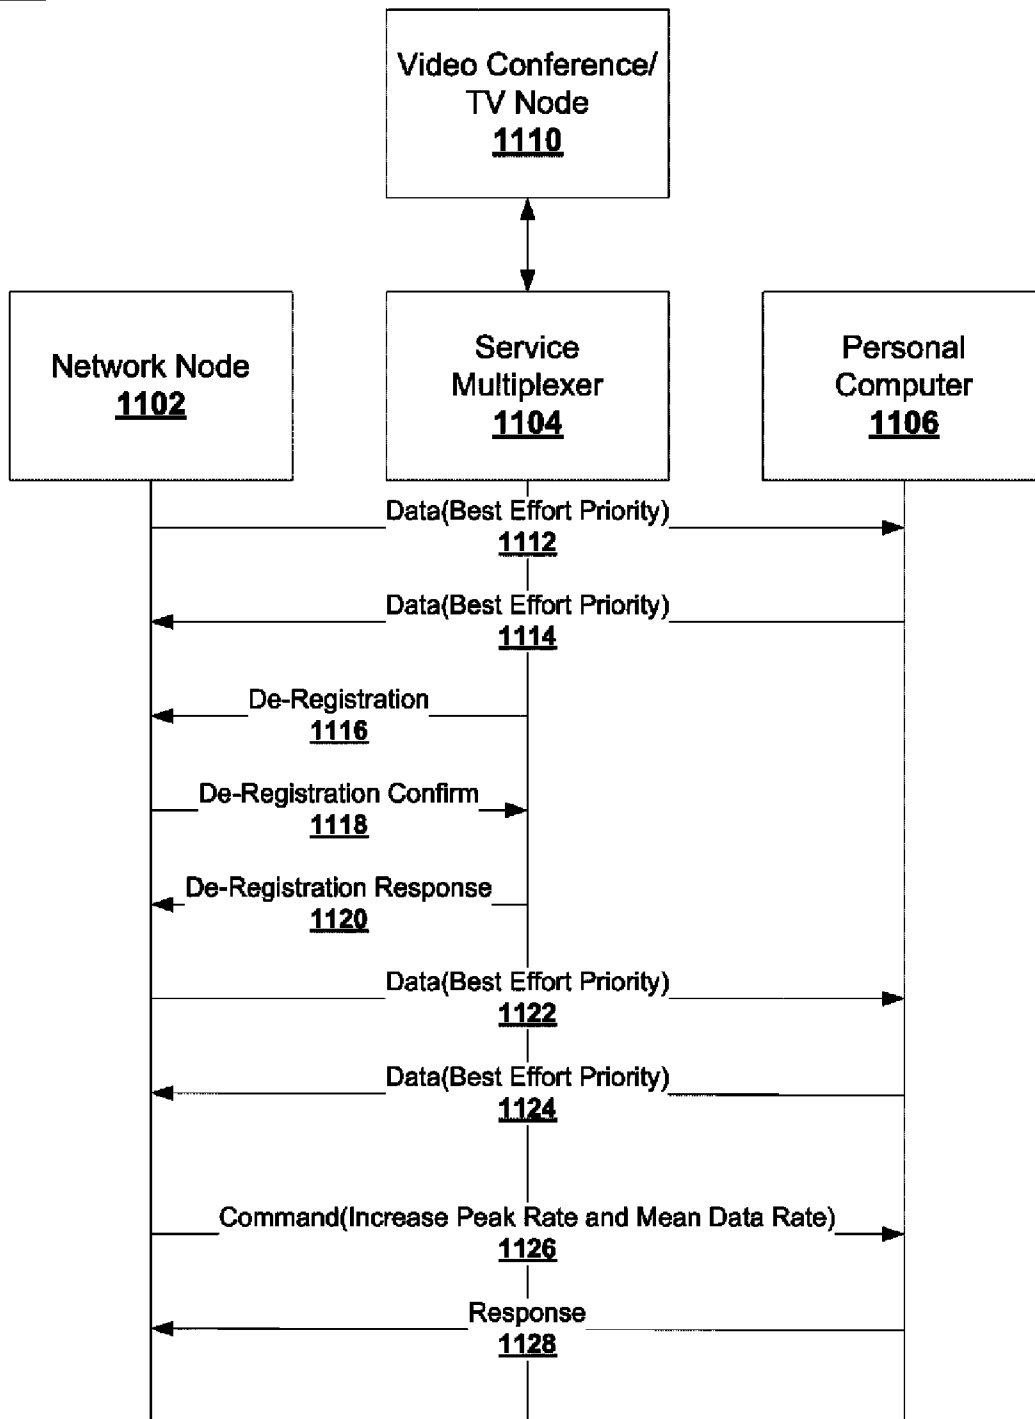 Video Conference/
TV Node
1110
Network Node
1102
Service
Multiplexer
1104
Personal
Computer
1106
Data(Best Effort Priority)
1112
Data(Best Effort Priority)
1114
De-Registration
1116
De-Registration Confirm
1118
De-Registration Response
1120
Data(Best Effort Priority)
1122
Data(Best Effort Priority)
1124
Command(Increase Peak Rate and Mean Data Rate)
1126
Response
1128